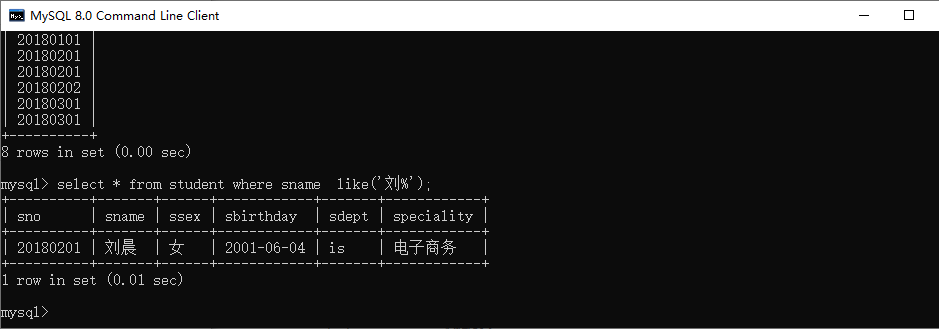 MySQL 8.0 Command Line Client
| 20180101 |
| 20180201 |
| 20180201 |
| 20180202 |
| 20180301 |
| 20180301 |
+----------+
8 rows in set (0.00 sec)
mysql> select * from student where sname  like('刘%');
+----------+-------+------+------------+-------+------------+
| sno      | sname | ssex | sbirthday  | sdept | speciality |
+----------+-------+------+------------+-------+------------+
| 20180201 | 刘晨  | 女   | 2001-06-04 | is    | 电子商务   |
+----------+-------+------+------------+-------+------------+
1 row in set (0.01 sec)
mysql>